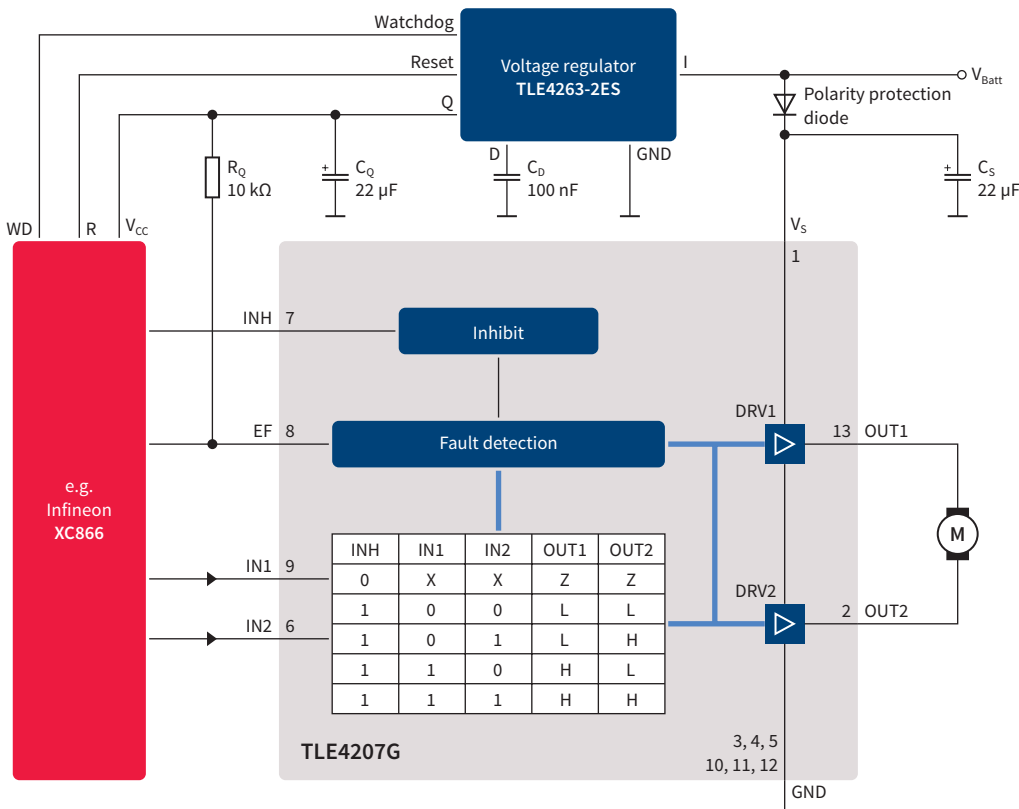 Watchdog
Reset
Q
Voltage regulator
TLE4263-2ES
I
V_Batt
Polarity protection
diode
D
GND
R_Q
10 kΩ
C_Q
22 µF
C_D
100 nF
C_S
22 µF
WD
R
V_CC
V_S
1
INH 7
Inhibit
EF 8
Fault detection
DRV1
13 OUT1
e.g.
Infineon
XC866
M
IN1 9
IN2 6
INH IN1 IN2 OUT1 OUT2
0 X X Z Z
1 0 0 L L
1 0 1 L H
1 1 0 H L
1 1 1 H H
DRV2
2 OUT2
TLE4207G
3, 4, 5
10, 11, 12
GND